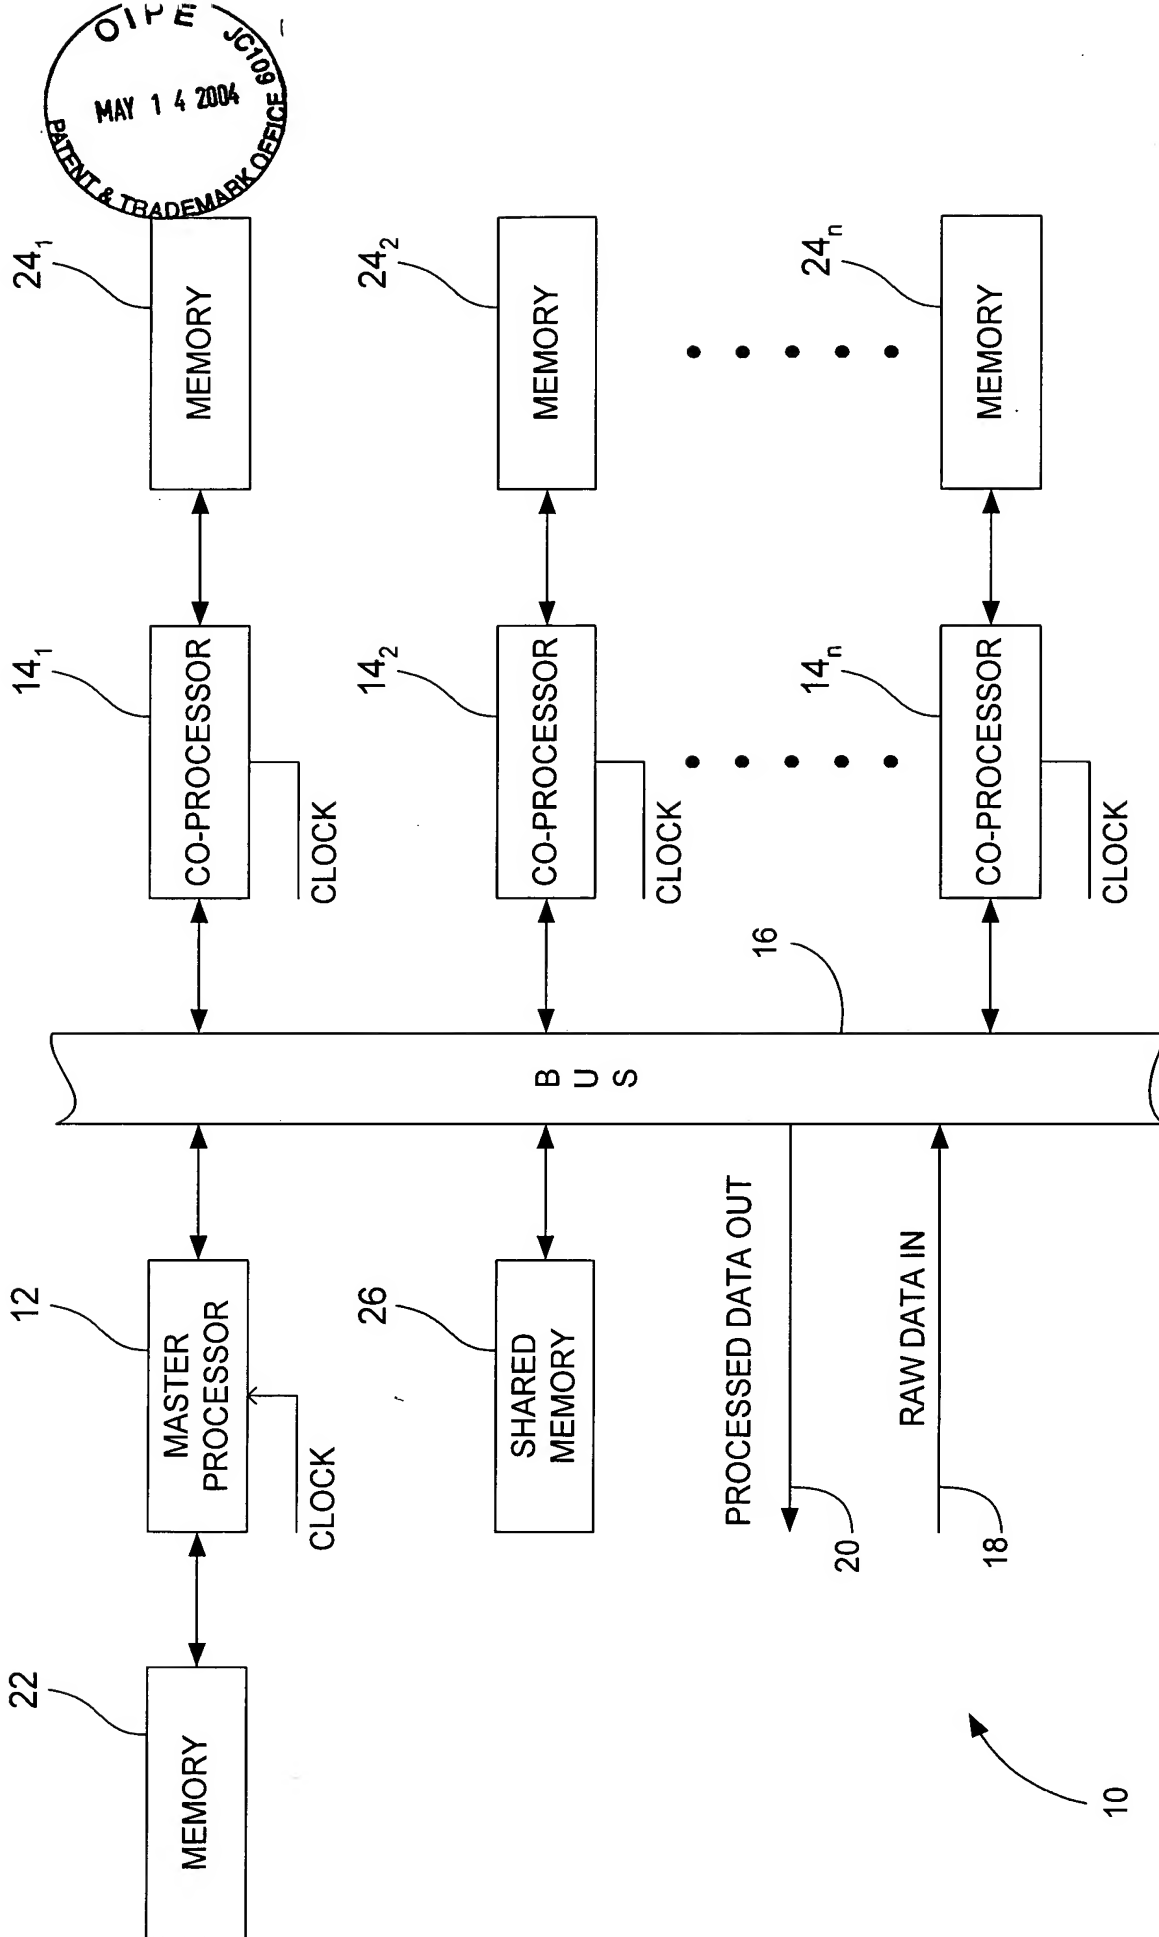 OIPE
JC109
MAY 14 2004
PATENT & TRADEMARK OFFICE
22
MEMORY
12
MASTER
PROCESSOR
CLOCK
14₁
CO-PROCESSOR
CLOCK
24₁
MEMORY
26
SHARED
MEMORY
BUS
16
14₂
CO-PROCESSOR
CLOCK
24₂
MEMORY
PROCESSED DATA OUT
20
RAW DATA IN
18
14ₙ
CO-PROCESSOR
CLOCK
24ₙ
MEMORY
10